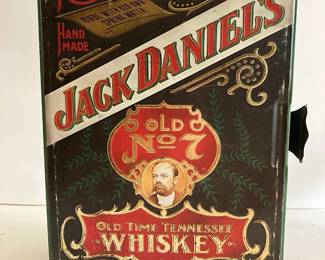 HAND
MADE
JACK DANIEL'S
OLD
No 7
OLD TIME TENNESSEE
WHISKEY